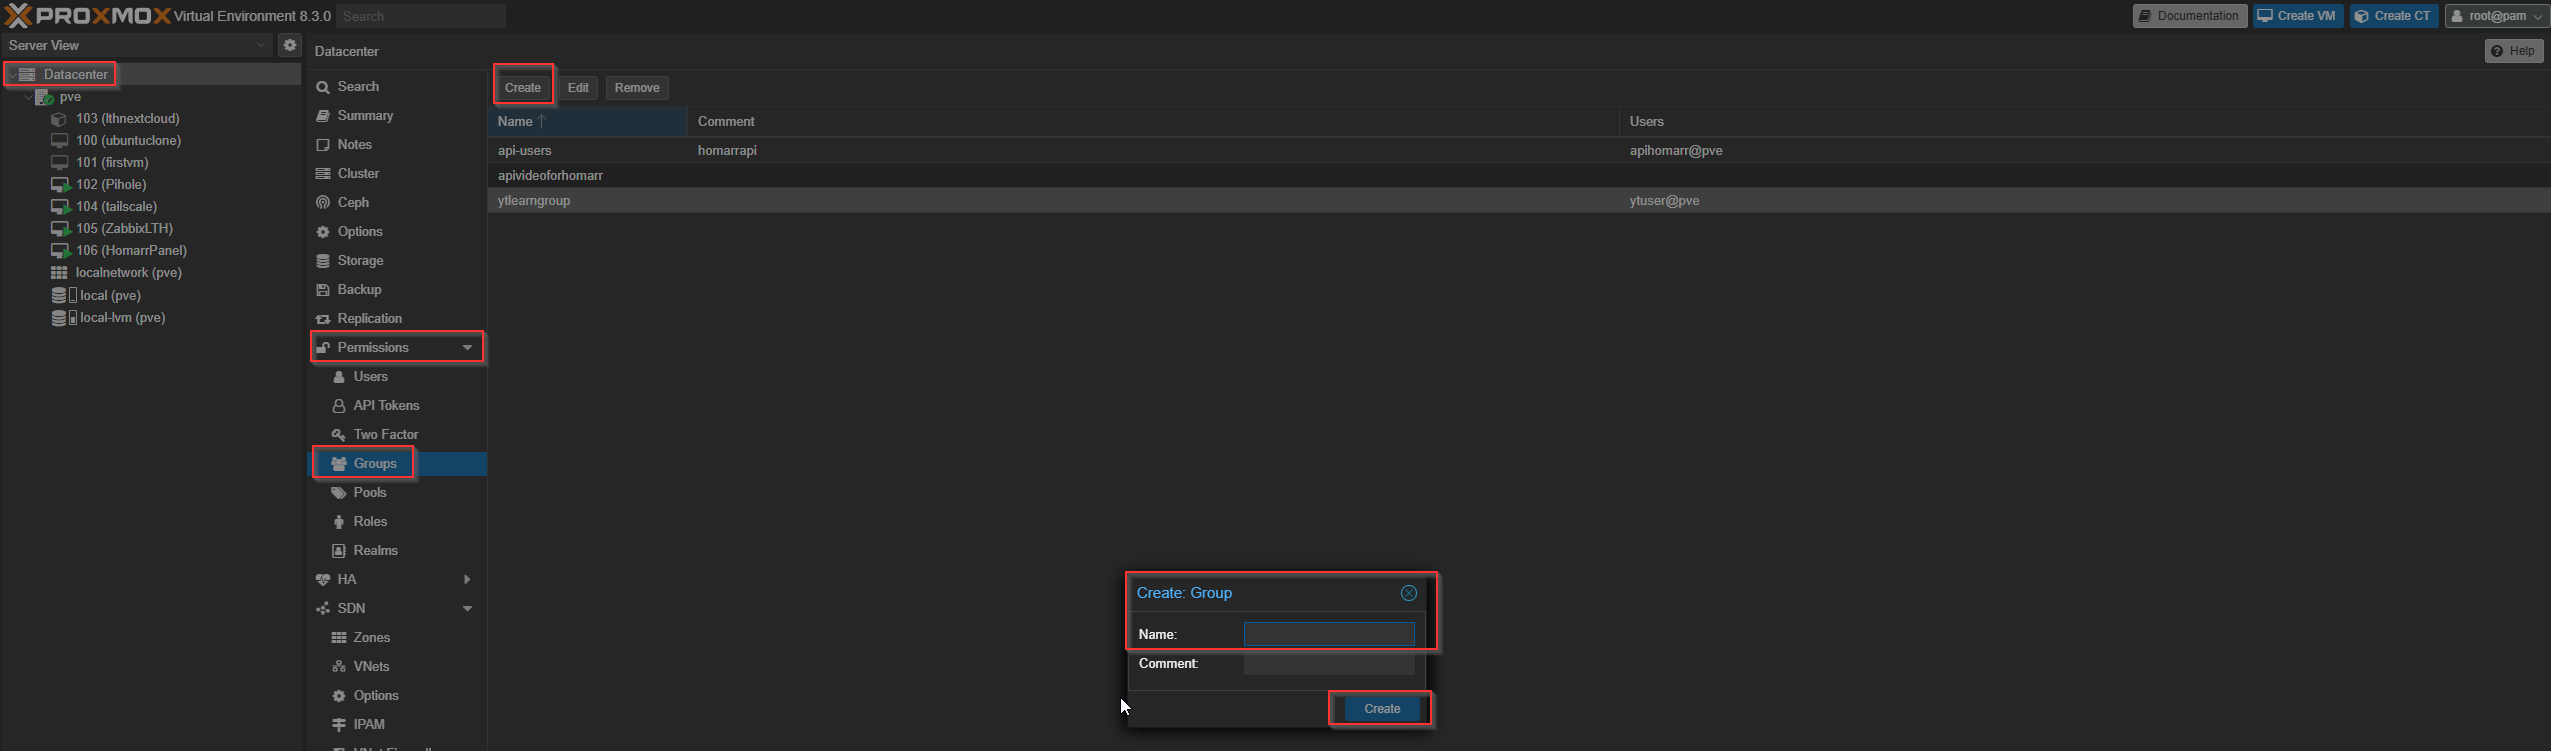 PROXMOX Virtual Environment 8.3.0 Search
Documentation Create VM Create CT root@pam
Server View
Datacenter
pve
103 (lthnextcloud)
100 (ubuntuclone)
101 (firstvm)
102 (Pihole)
104 (tailscale)
105 (ZabbixLTH)
106 (HomarrPanel)
localnetwork (pve)
local (pve)
local-lvm (pve)
Datacenter
Help
Search
Summary
Notes
Cluster
Ceph
Options
Storage
Backup
Replication
Permissions
Users
API Tokens
Two Factor
Groups
Pools
Roles
Realms
HA
SDN
Zones
VNets
Options
IPAM
Create Edit Remove
Name Comment Users
api-users homarrapi apihomarr@pve
apivideoforhomarr
ytlearngroup ytuser@pve
Create: Group
Name:
Comment:
Create